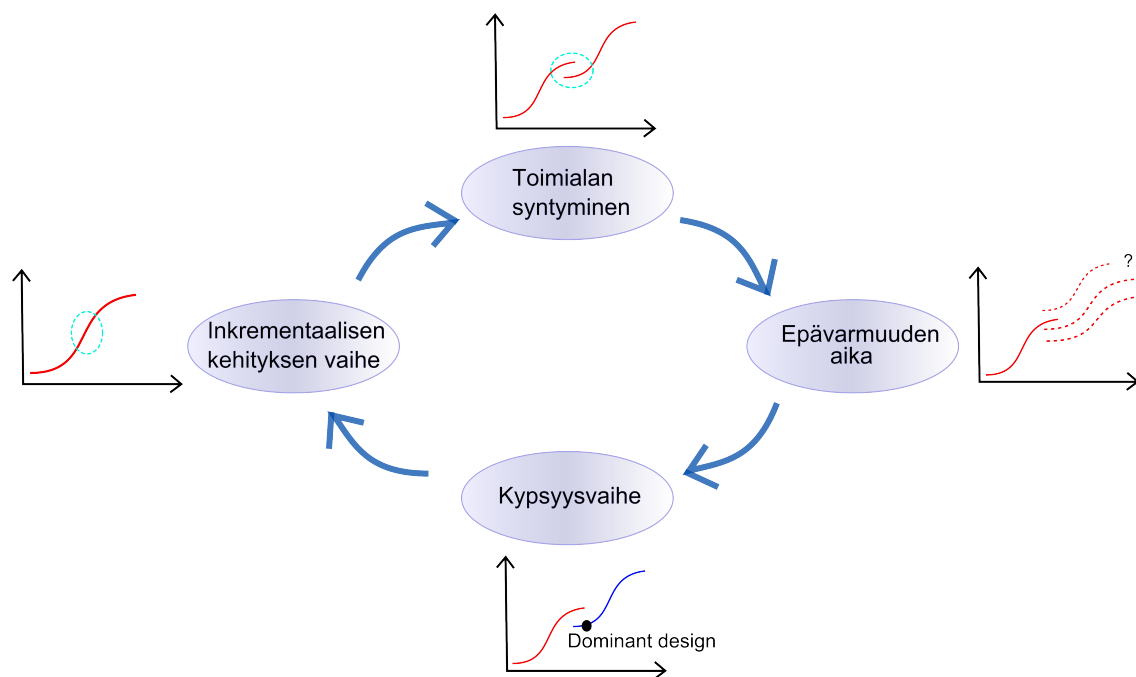 Toimialan
syntyminen
?
Epävarmuuden
aika
Inkrementaalisen
kehityksen vaihe
Kypsyysvaihe
Dominant design